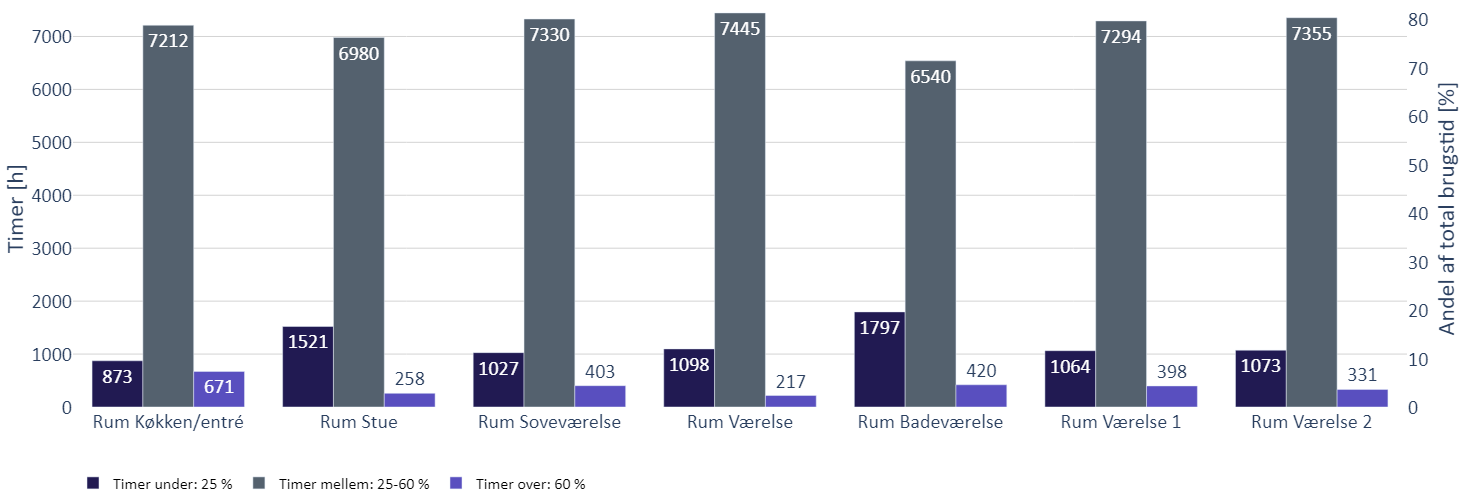 Timer [h]
7000
6000
5000
4000
3000
2000
1000
0
80
70
60
50
40
30
20
10
0
Andel af total brugstid [%]
873 7212 671
1521 6980 258
1027 7330 403
1098 7445 217
1797 6540 420
1064 7294 398
1073 7355 331
Rum Køkken/entré Rum Stue Rum Soveværelse Rum Værelse Rum Badeværelse Rum Værelse 1 Rum Værelse 2
Timer under: 25 % Timer mellem: 25-60 % Timer over: 60 %